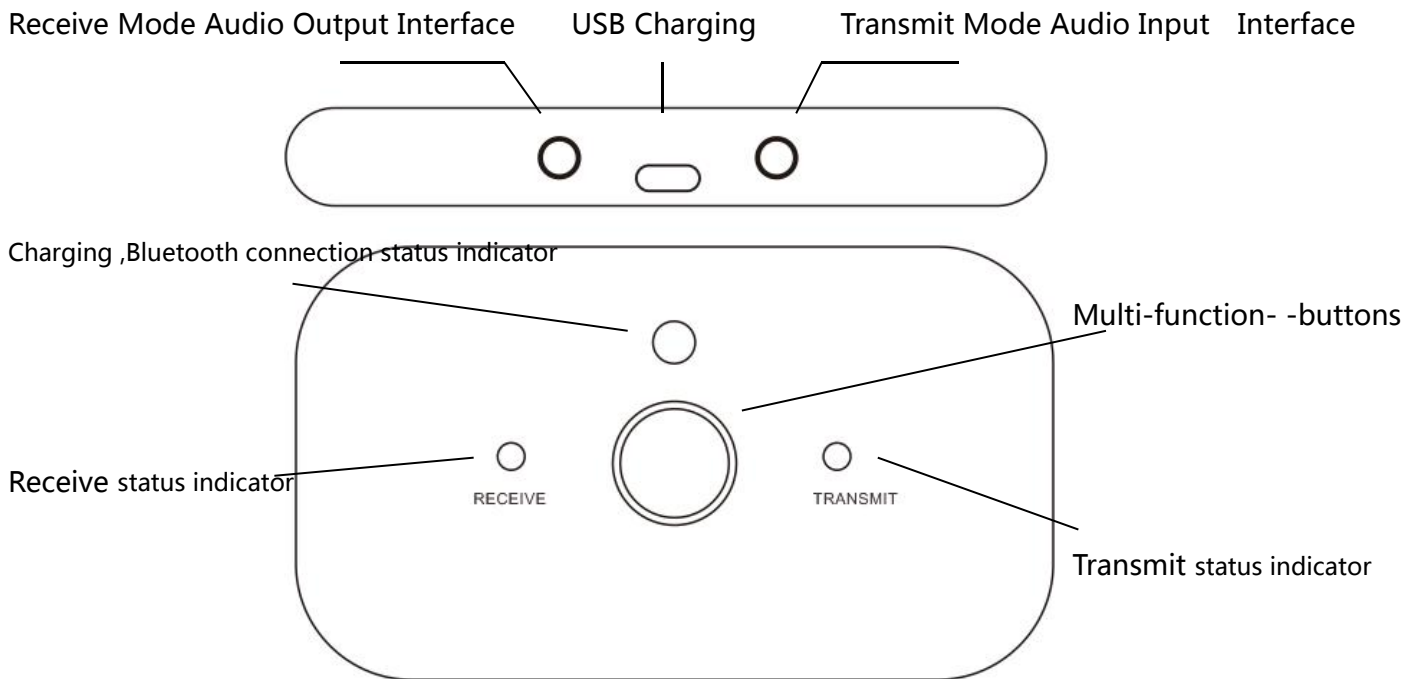 Receive Mode Audio Output Interface USB Charging Transmit Mode Audio Input Interface
Charging ,Bluetooth connection status indicator
Multi-function- -buttons
Receive status indicator
RECEIVE
TRANSMIT
Transmit status indicator